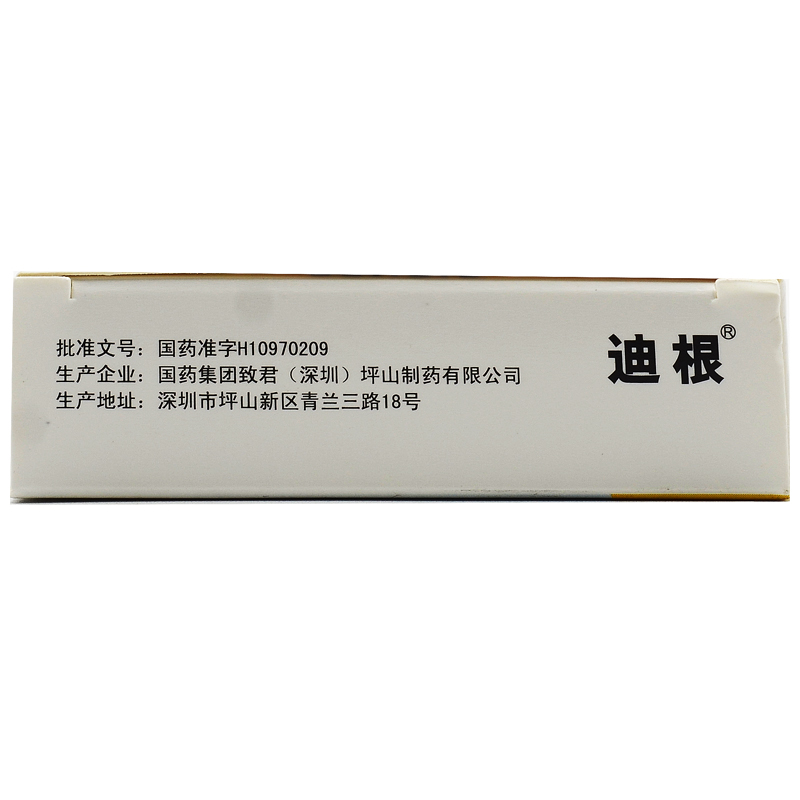 批准文号：国药准字H10970209
生产企业：国药集团致君（深圳）坪山制药有限公司
生产地址：深圳市坪山新区青兰三路18号
迪根®